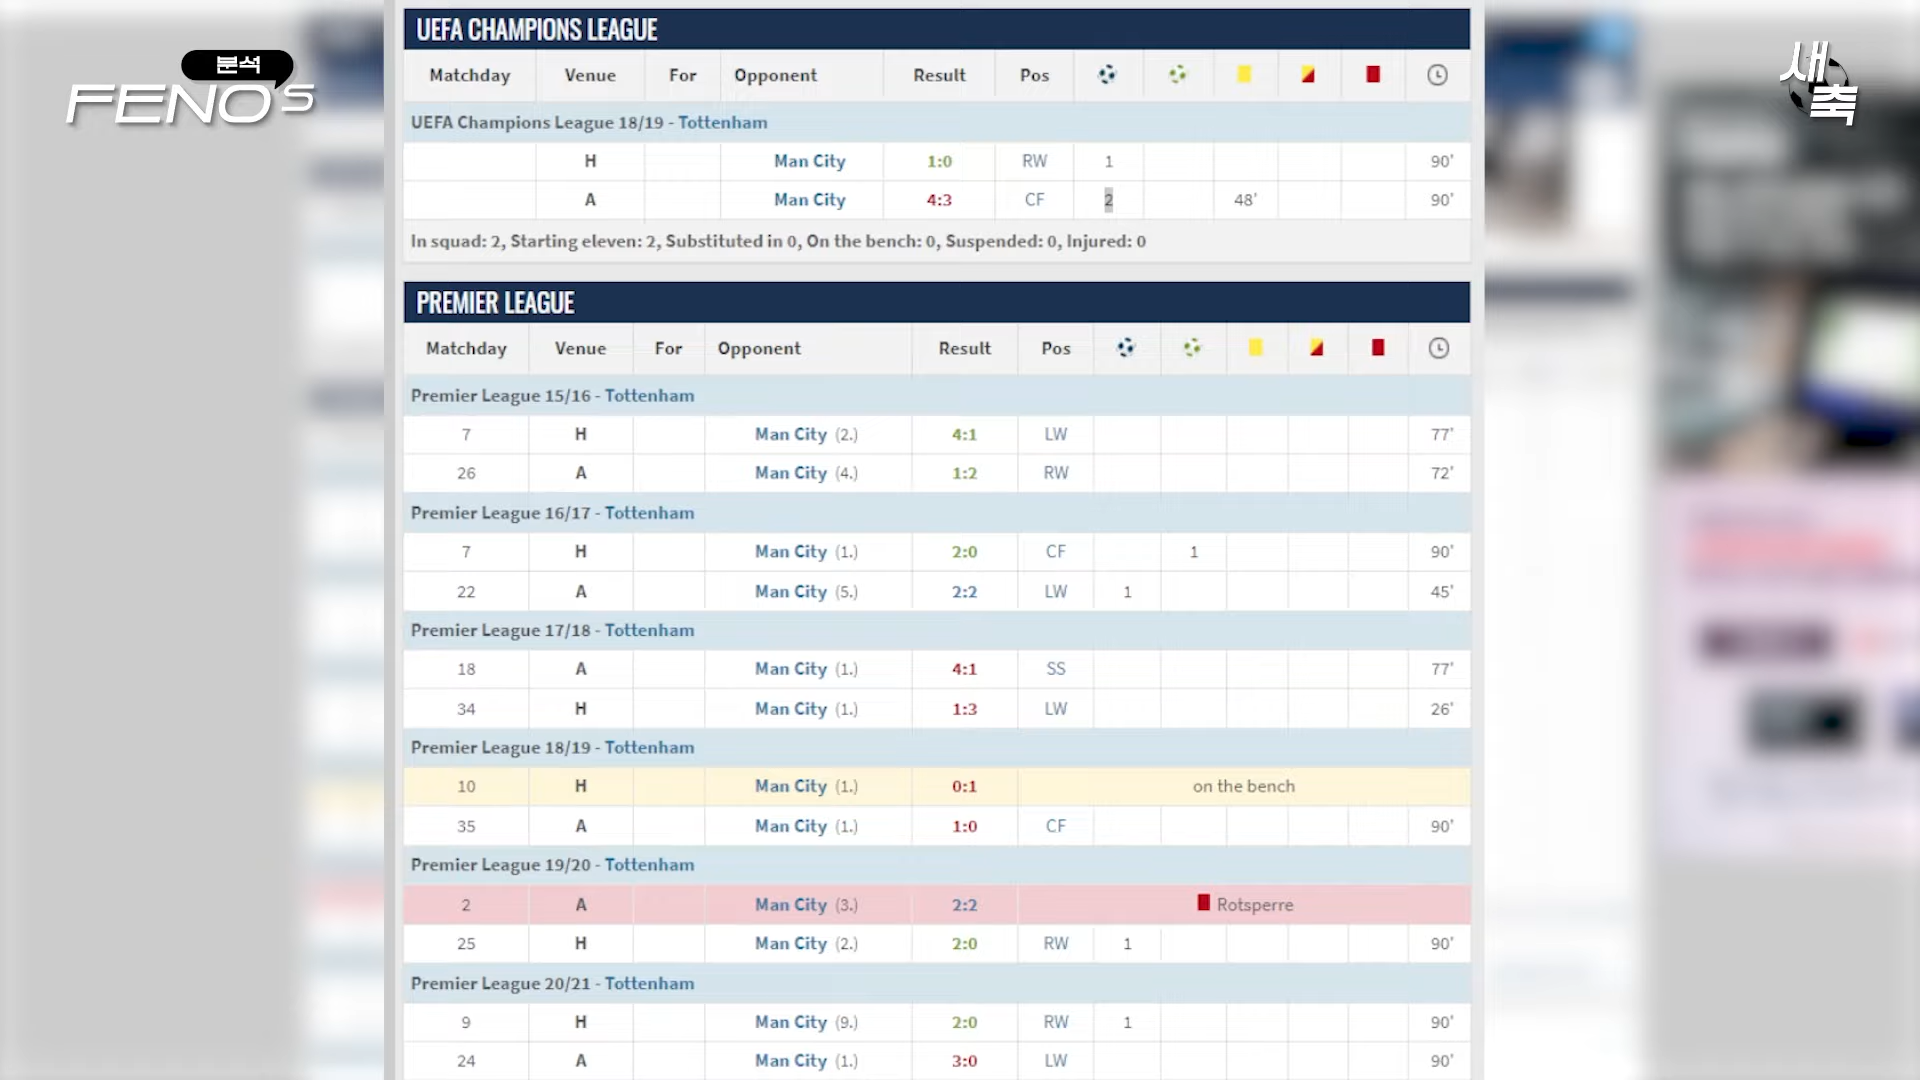 분석
FENO'S
새축
UEFA CHAMPIONS LEAGUE
Matchday Venue For Opponent Result Pos
UEFA Champions League 18/19 - Tottenham
H Man City 1:0 RW 1 90'
A Man City 4:3 CF 2 48' 90'
In squad: 2, Starting eleven: 2, Substituted in 0, On the bench: 0, Suspended: 0, Injured: 0
PREMIER LEAGUE
Matchday Venue For Opponent Result Pos
Premier League 15/16 - Tottenham
7 H Man City (2.) 4:1 LW 77'
26 A Man City (4.) 1:2 RW 72'
Premier League 16/17 - Tottenham
7 H Man City (1.) 2:0 CF 1 90'
22 A Man City (5.) 2:2 LW 1 45'
Premier League 17/18 - Tottenham
18 A Man City (1.) 4:1 SS 77'
34 H Man City (1.) 1:3 LW 26'
Premier League 18/19 - Tottenham
10 H Man City (1.) 0:1 on the bench
35 A Man City (1.) 1:0 CF 90'
Premier League 19/20 - Tottenham
2 A Man City (3.) 2:2 Rotsperre
25 H Man City (2.) 2:0 RW 1 90'
Premier League 20/21 - Tottenham
9 H Man City (9.) 2:0 RW 1 90'
24 A Man City (1.) 3:0 LW 90'